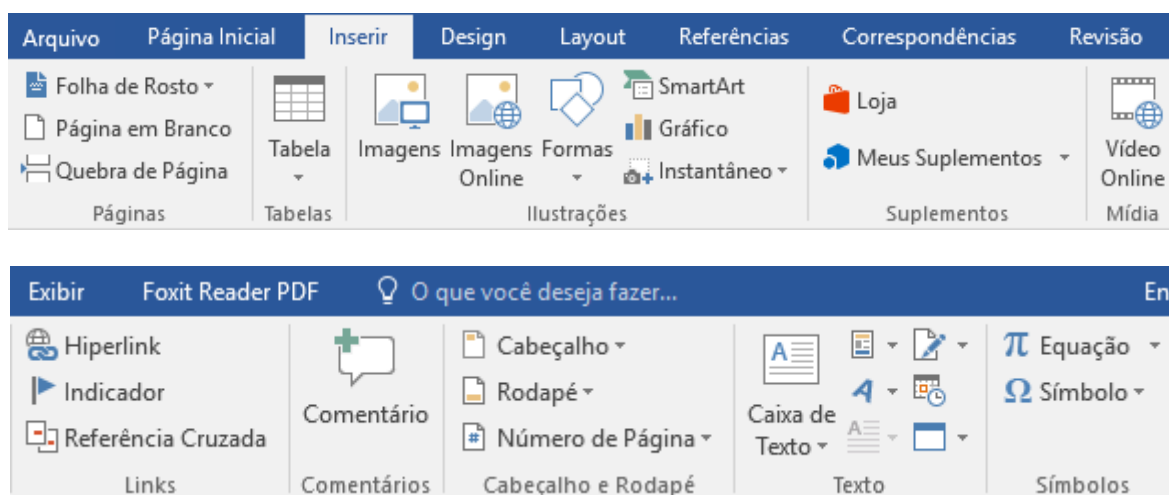 Arquivo Página Inicial Inserir Design Layout Referências Correspondências Revisão
Folha de Rosto
Página em Branco
Quebra de Página
Páginas
Tabela
Tabelas
Imagens
Imagens
Online
Formas
SmartArt
Gráfico
Instantâneo
Ilustrações
Loja
Meus Suplementos
Suplementos
Vídeo
Online
Mídia
Exibir Foxit Reader PDF O que você deseja fazer... En
Hiperlink
Indicador
Referência Cruzada
Links
Comentário
Comentários
Cabeçalho
Rodapé
# Número de Página
Cabeçalho e Rodapé
A
Caixa de
Texto
A
A
Texto
π Equação
Ω Símbolo
Símbolos